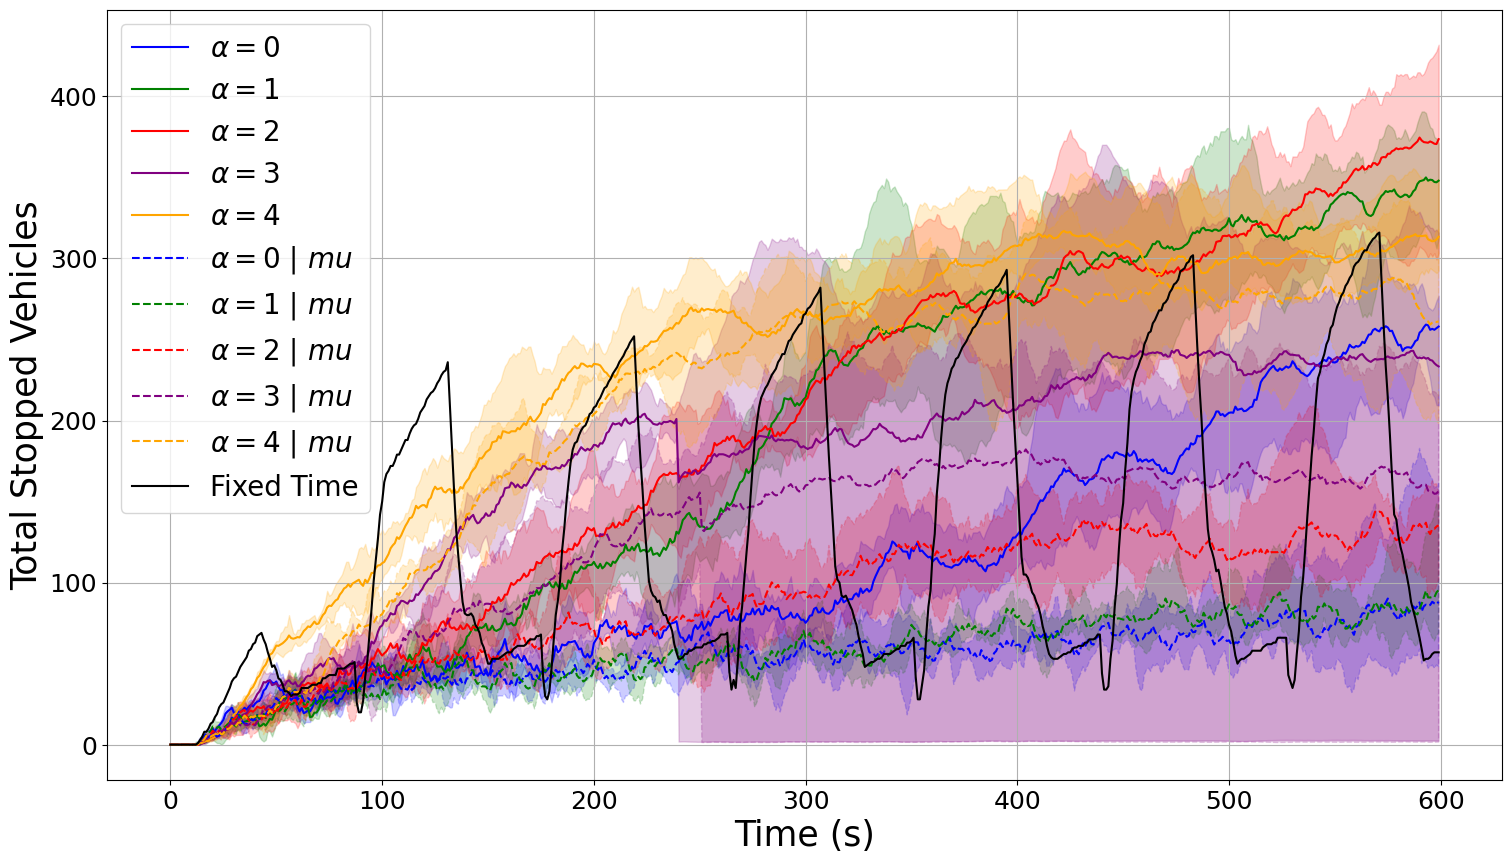 α = 0
α = 1
α = 2
α = 3
α = 4
α = 0 | mu
α = 1 | mu
α = 2 | mu
α = 3 | mu
α = 4 | mu
Fixed Time
Total Stopped Vehicles
400
300
200
100
0
0 100 200 300 400 500 600
Time (s)